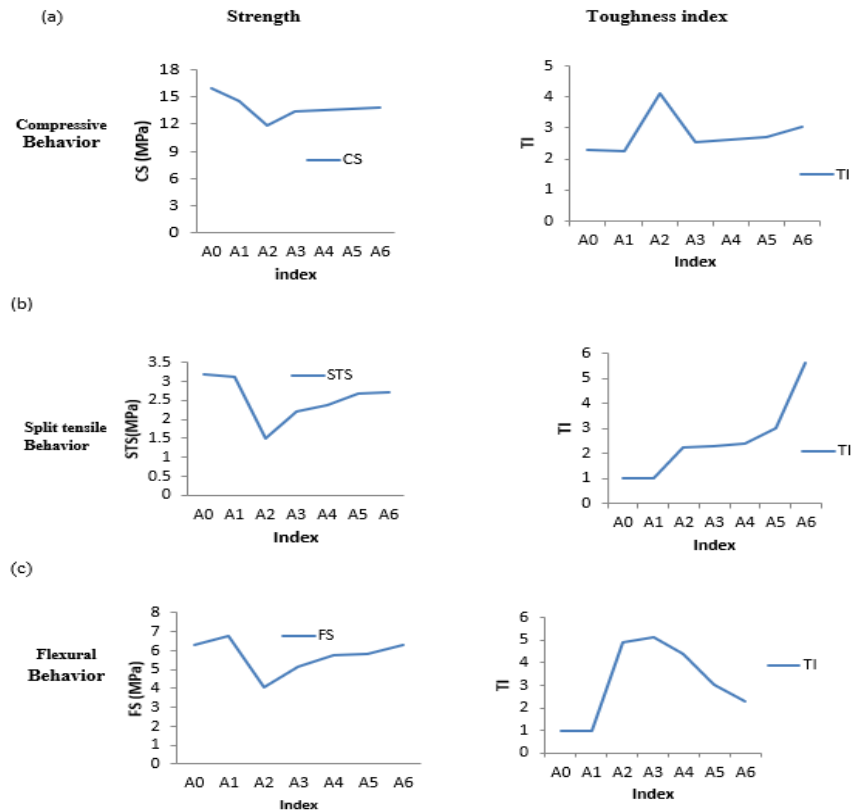 (a)
Strength
Toughness index
Compressive
Behavior
CS (MPa)
18
15
12
9
6
3
0
CS
A0 A1 A2 A3 A4 A5 A6
index
TI
5
4
3
2
1
0
TI
A0 A1 A2 A3 A4 A5 A6
Index
(b)
Split tensile
Behavior
STS(MPa)
3.5
3
2.5
2
1.5
1
0.5
0
STS
A0 A1 A2 A3 A4 A5 A6
Index
TI
6
5
4
3
2
1
0
TI
A0 A1 A2 A3 A4 A5 A6
Index
(c)
Flexural
Behavior
FS (MPa)
8
7
6
5
4
3
2
1
0
FS
A0 A1 A2 A3 A4 A5 A6
Index
TI
6
5
4
3
2
1
0
TI
A0 A1 A2 A3 A4 A5 A6
Index